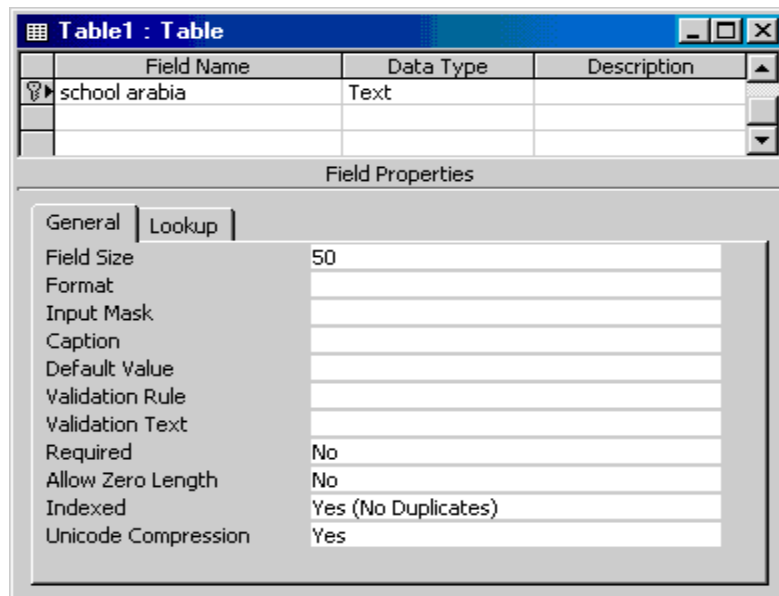 Table1 : Table
Field Name Data Type Description
school arabia Text
Field Properties
General Lookup
Field Size 50
Format
Input Mask
Caption
Default Value
Validation Rule
Validation Text
Required No
Allow Zero Length No
Indexed Yes (No Duplicates)
Unicode Compression Yes